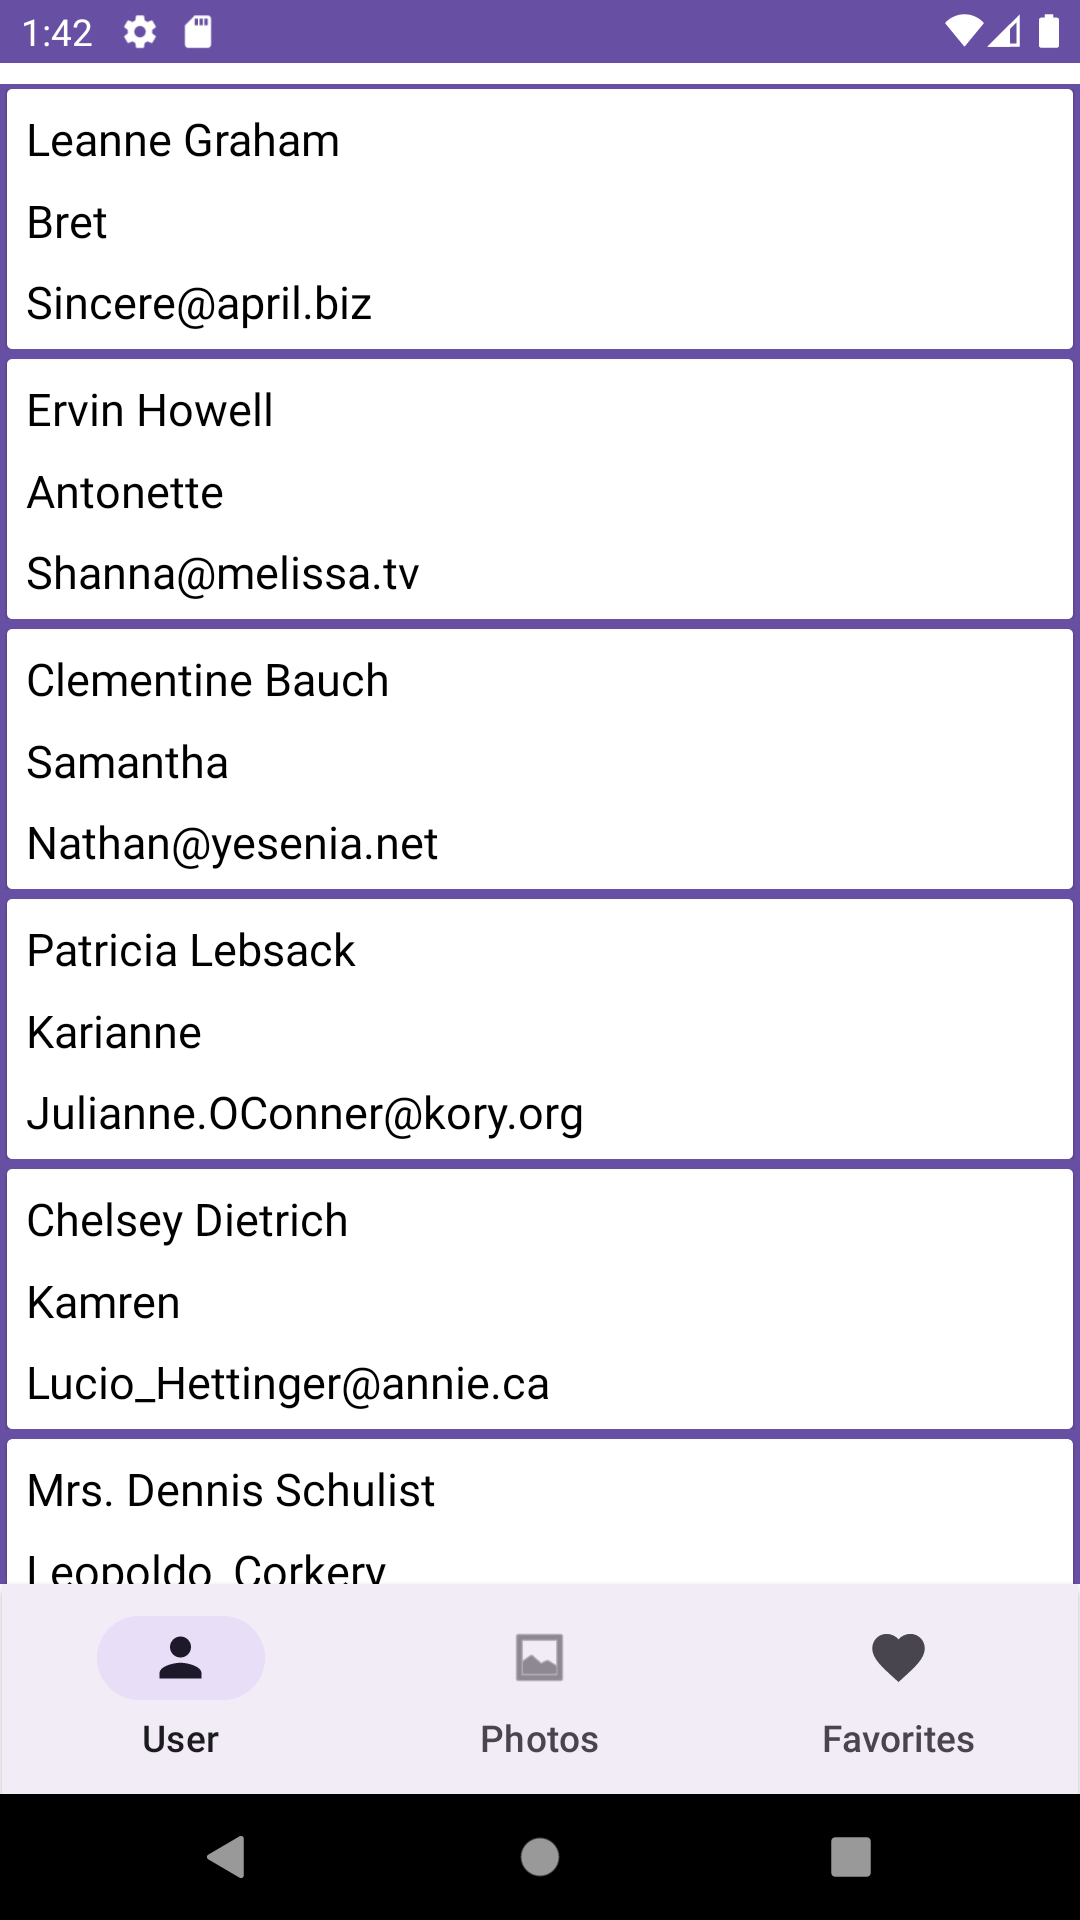 1:42
Leanne Graham
Bret
Sincere@april.biz
Ervin Howell
Antonette
Shanna@melissa.tv
Clementine Bauch
Samantha
Nathan@yesenia.net
Patricia Lebsack
Karianne
Julianne.OConner@kory.org
Chelsey Dietrich
Kamren
Lucio_Hettinger@annie.ca
Mrs. Dennis Schulist
Leopoldo_Corkery
User
Photos
Favorites